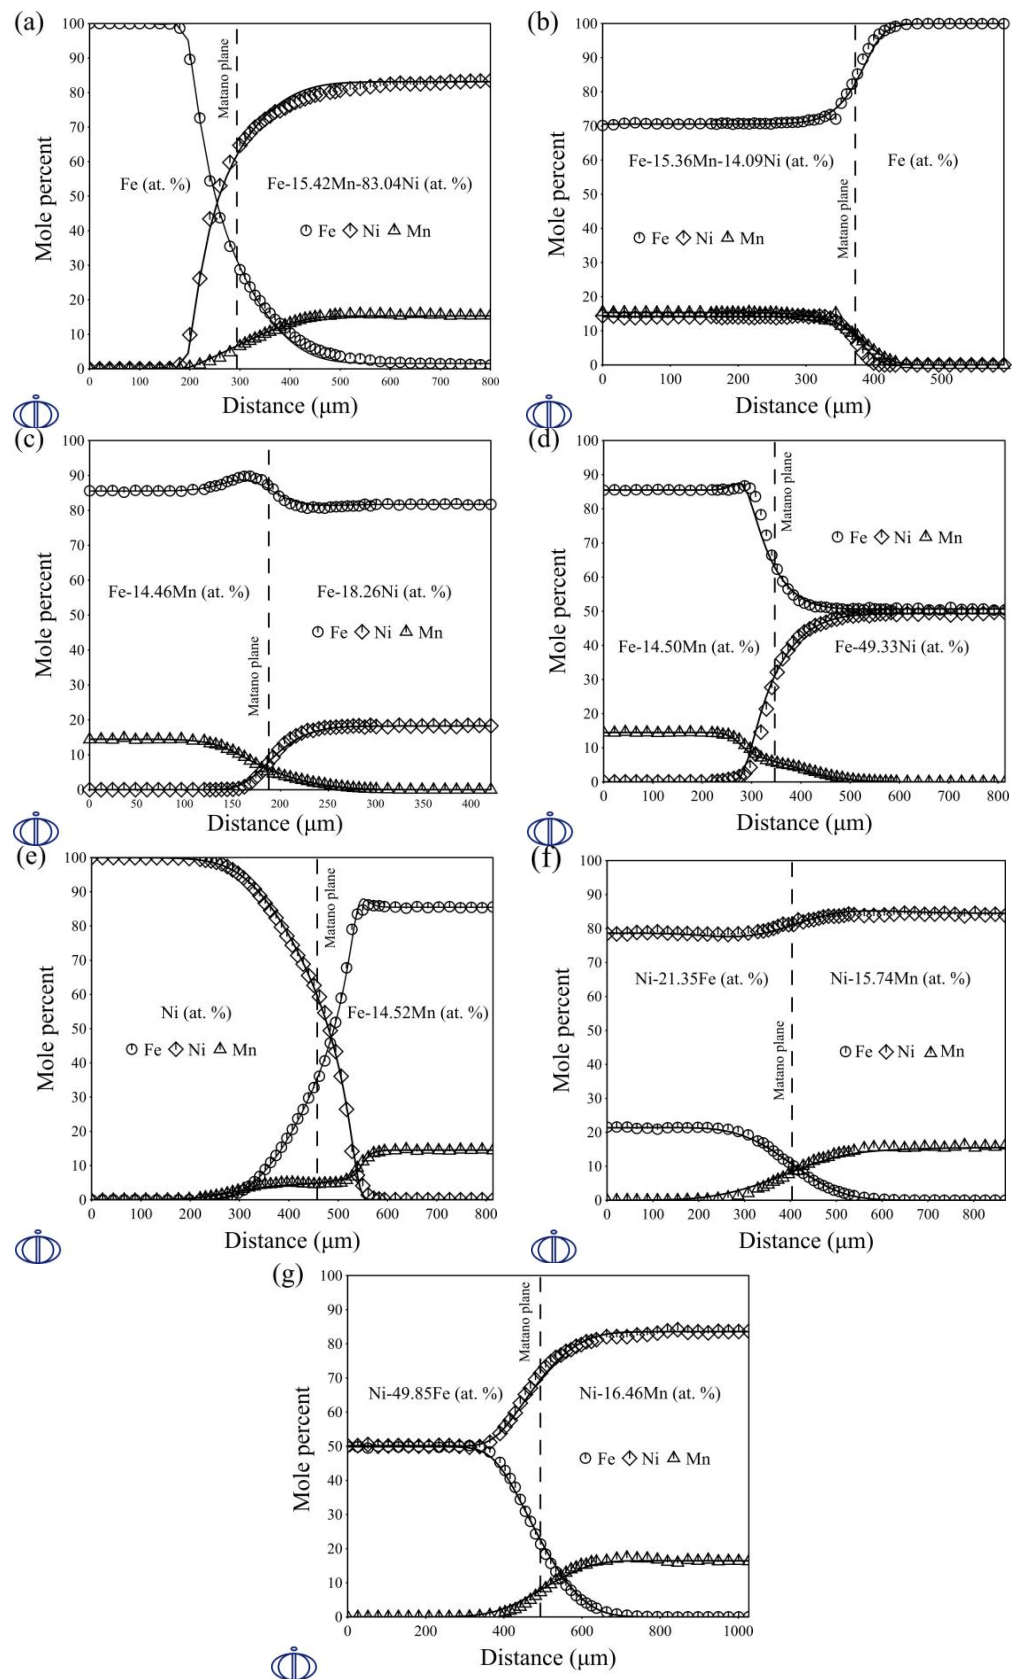 (a)
100
90
80
70
60
50
40
30
20
10
0
Mole percent
Matano plane
Fe (at. %)
Fe-15.42Mn-83.04Ni (at. %)
Fe Ni Mn
0 100 200 300 400 500 600 700 800
Distance (μm)
(b)
100
90
80
70
60
50
40
30
20
10
0
Mole percent
Fe-15.36Mn-14.09Ni (at. %)
Fe (at. %)
Matano plane
Fe Ni Mn
0 100 200 300 400 500
Distance (μm)
(c)
100
90
80
70
60
50
40
30
20
10
0
Mole percent
Matano plane
Fe-14.46Mn (at. %)
Fe-18.26Ni (at. %)
Fe Ni Mn
0 50 100 150 200 250 300 350 400
Distance (μm)
(d)
100
90
80
70
60
50
40
30
20
10
0
Mole percent
Matano plane
Fe Ni Mn
Fe-14.50Mn (at. %)
Fe-49.33Ni (at. %)
0 100 200 300 400 500 600 700 800
Distance (μm)
(e)
100
90
80
70
60
50
40
30
20
10
0
Mole percent
Matano plane
Ni (at. %)
Fe-14.52Mn (at. %)
Fe Ni Mn
0 100 200 300 400 500 600 700 800
Distance (μm)
(f)
100
90
80
70
60
50
40
30
20
10
0
Mole percent
Ni-21.35Fe (at. %)
Ni-15.74Mn (at. %)
Matano plane
Fe Ni Mn
0 100 200 300 400 500 600 700 800
Distance (μm)
(g)
100
90
80
70
60
50
40
30
20
10
0
Mole percent
Matano plane
Ni-49.85Fe (at. %)
Ni-16.46Mn (at. %)
Fe Ni Mn
0 200 400 600 800 1000
Distance (μm)